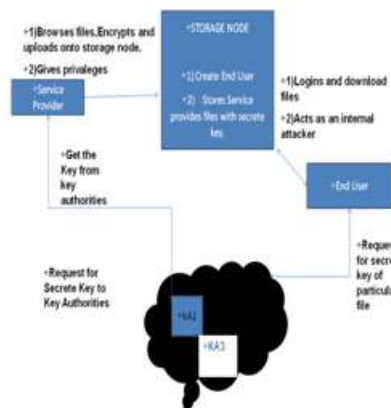 +1)Browses files,Encrypts and
uploads onto storage node.
+2)Gives privaleges
+Service
Provider
+STORAGE NODE
+1)Create End User
+2) Stores Service
provides files with secrete
key.
+1)Logins and download
files
+2)Acts as an internal
attacker
+End User
+Get the
Key from
key
authorities
+Request for
Secrete Key to
Key Authorities
+Reques
for secre
key of
particula
file
+KA3